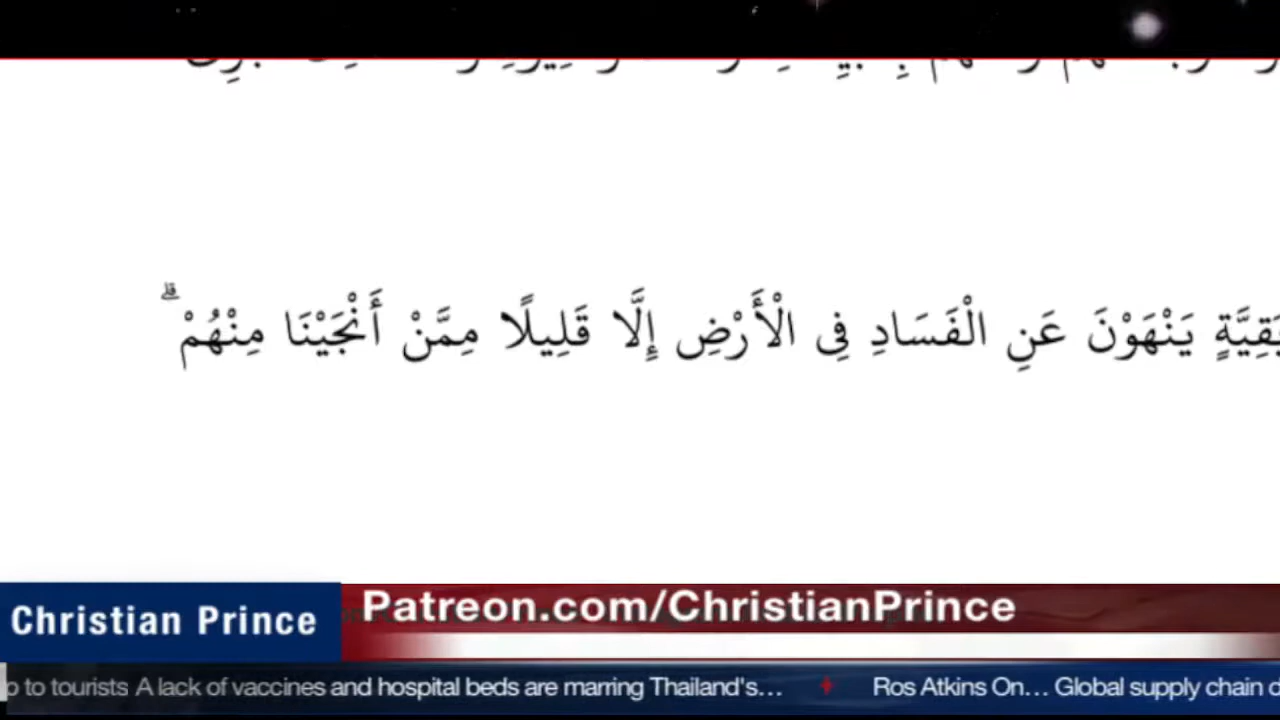 بَقِيَّةٍ يَنْهَوْنَ عَنِ الْفَسَادِ فِى الْأَرْضِ إِلَّا قَلِيلًا مِمَّنْ أَنْجَيْنَا مِنْهُمْ ۗ
Christian Prince
Patreon.com/ChristianPrince
to tourists A lack of vaccines and hospital beds are marring Thailand's... Ros Atkins On... Global supply chain